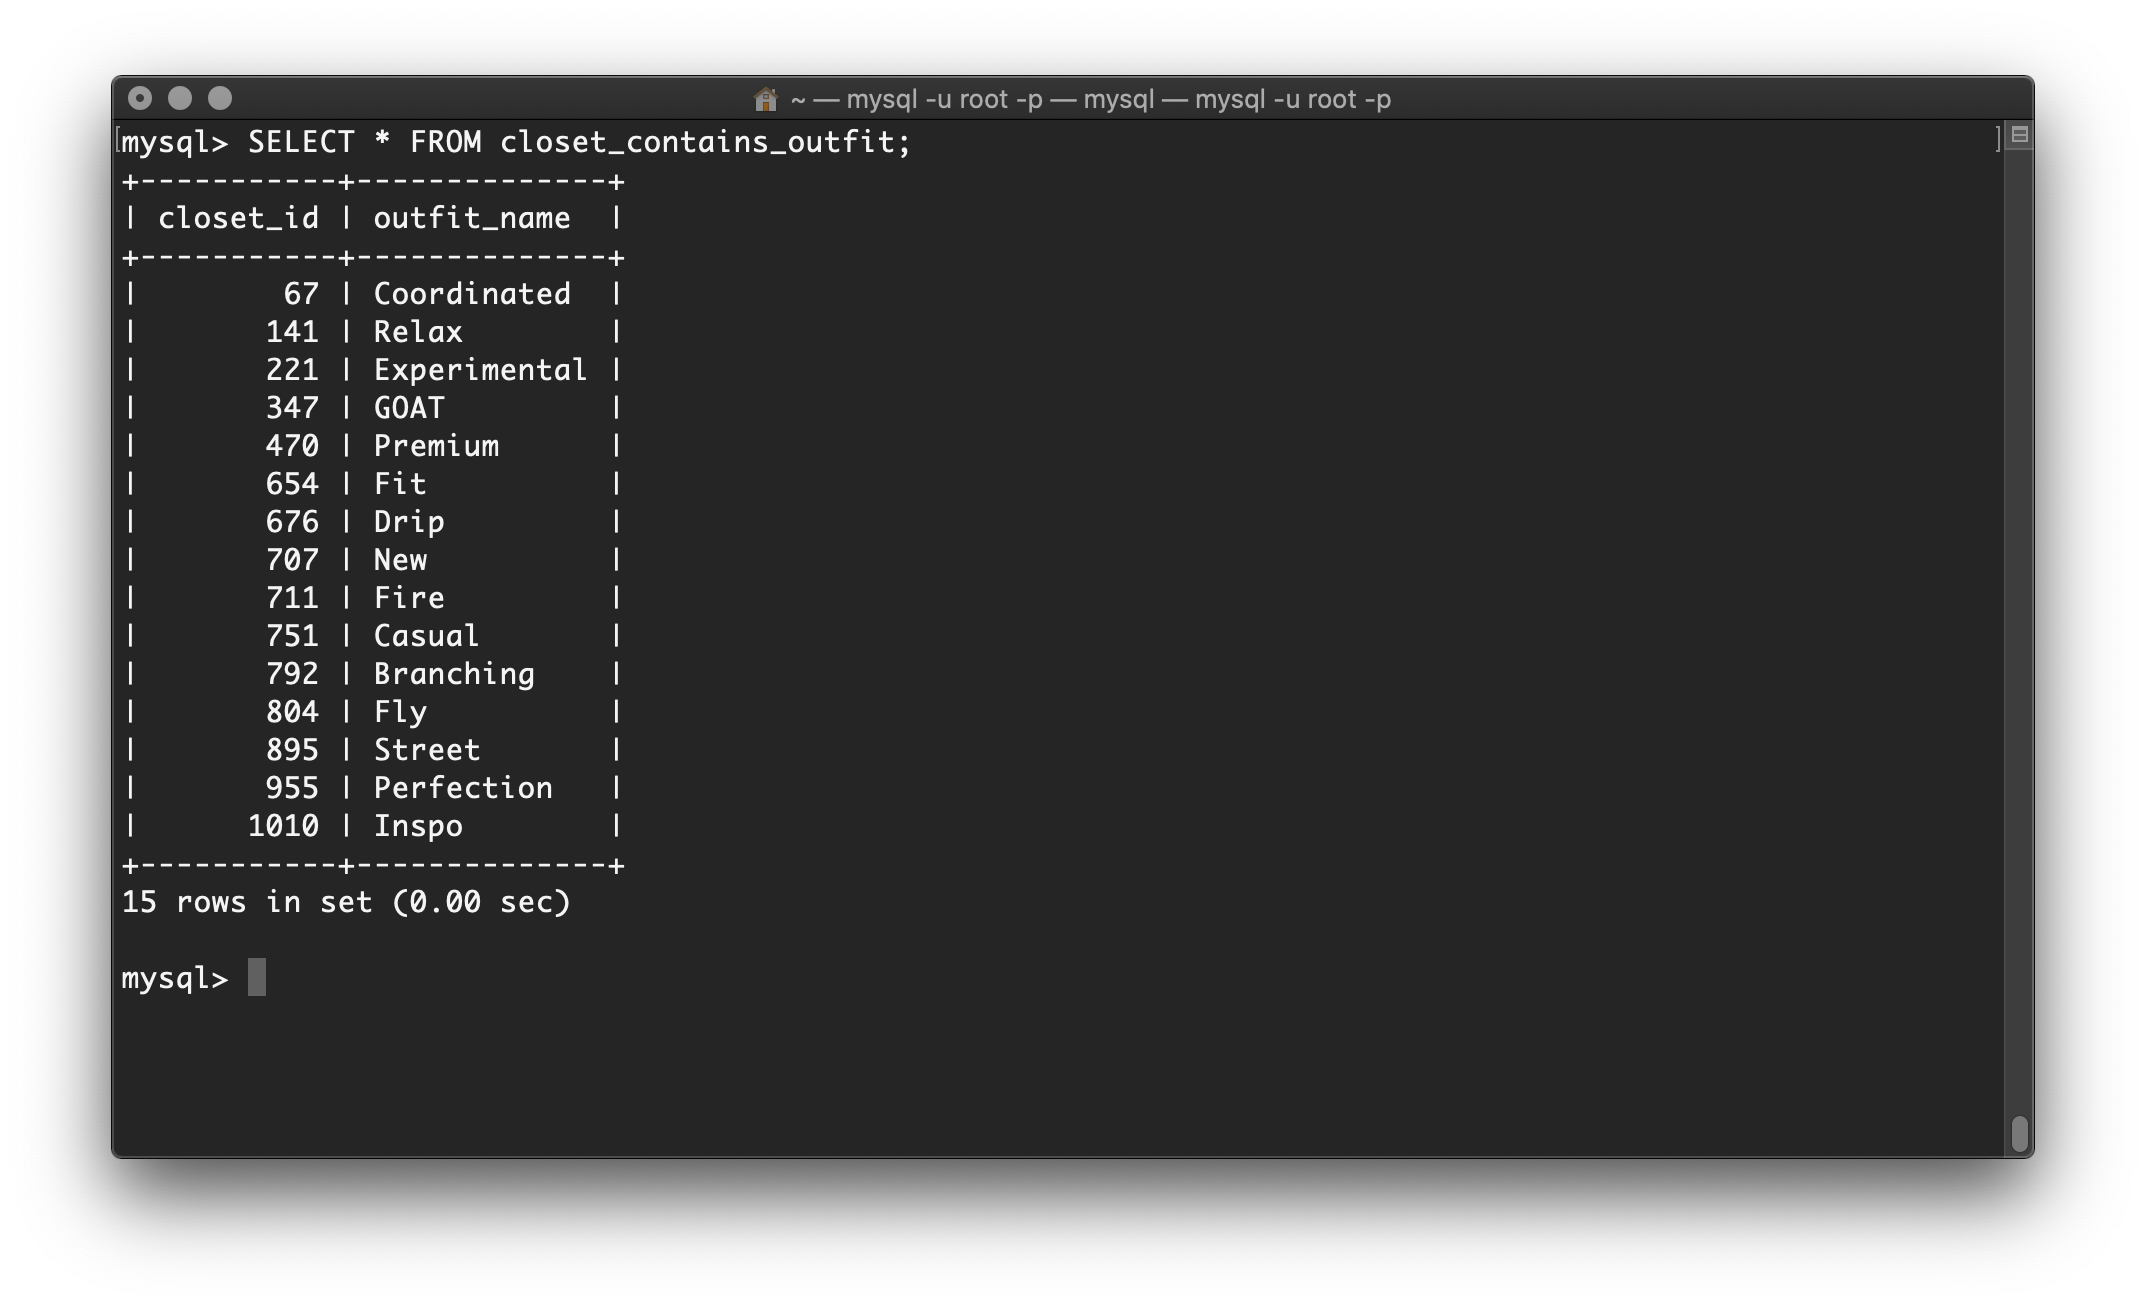 ~ — mysql -u root -p — mysql — mysql -u root -p
mysql> SELECT * FROM closet_contains_outfit;
+-----------+--------------+
| closet_id | outfit_name  |
+-----------+--------------+
|        67 | Coordinated  |
|       141 | Relax        |
|       221 | Experimental |
|       347 | GOAT         |
|       470 | Premium      |
|       654 | Fit          |
|       676 | Drip         |
|       707 | New          |
|       711 | Fire         |
|       751 | Casual       |
|       792 | Branching    |
|       804 | Fly          |
|       895 | Street       |
|       955 | Perfection   |
|      1010 | Inspo        |
+-----------+--------------+
15 rows in set (0.00 sec)
mysql>